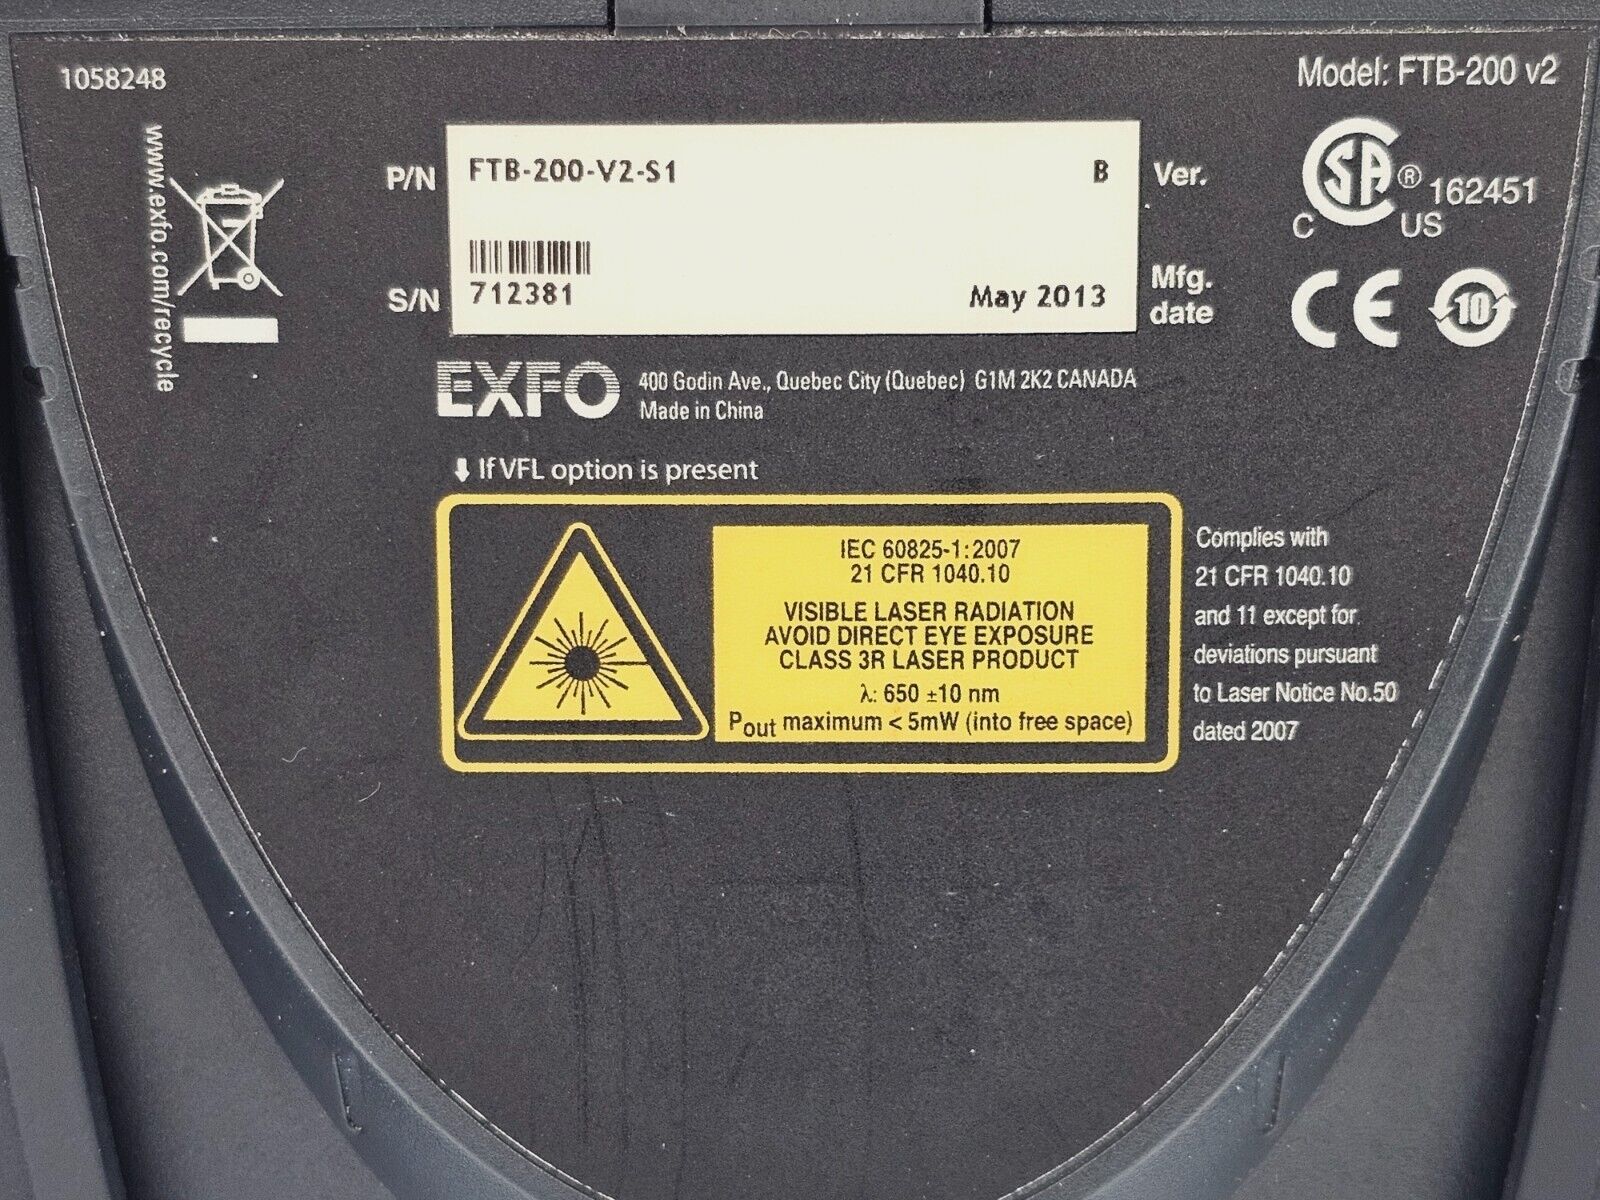 1058248
Model: FTB-200 v2
www.exfo.com/recycle
P/N
FTB-200-V2-S1
B
Ver.
S/N
712381
May 2013
Mfg.
date
CSA® 162451
C US
CE
10
EXFO
400 Godin Ave., Quebec City (Quebec) G1M 2K2 CANADA
Made in China
If VFL option is present
IEC 60825-1:2007
21 CFR 1040.10
VISIBLE LASER RADIATION
AVOID DIRECT EYE EXPOSURE
CLASS 3R LASER PRODUCT
λ: 650 ±10 nm
Pout maximum < 5mW (into free space)
Complies with
21 CFR 1040.10
and 11 except for
deviations pursuant
to Laser Notice No.50
dated 2007